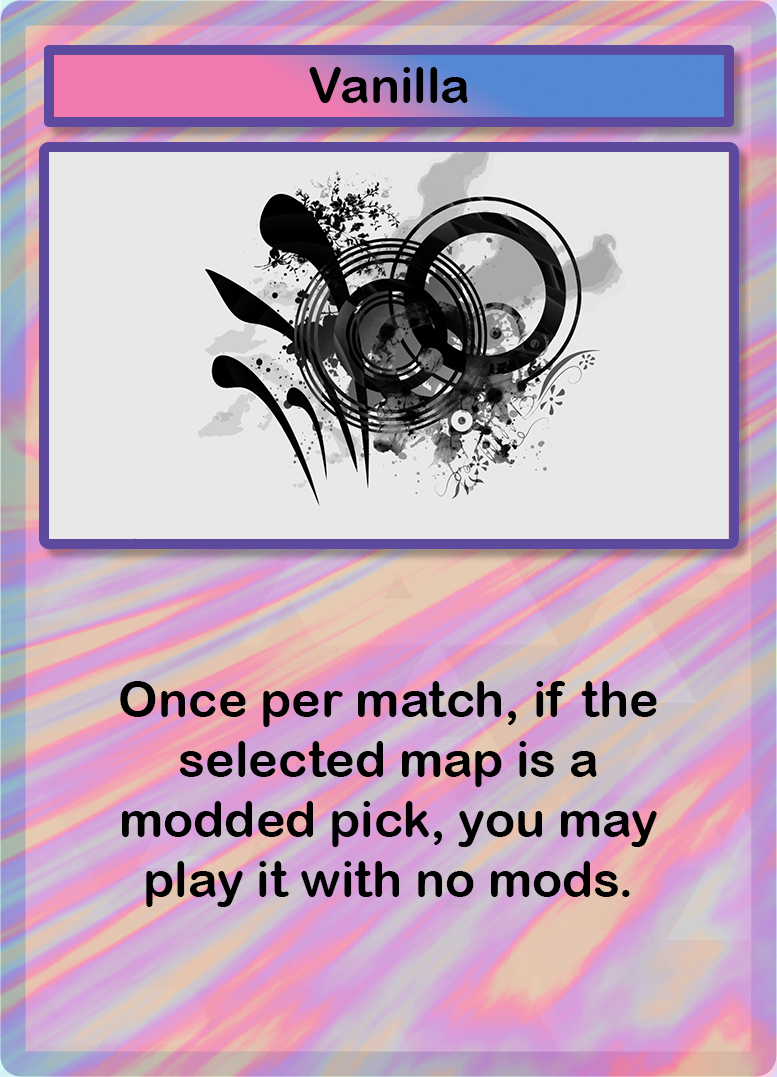 Vanilla
Once per match, if the
selected map is a
modded pick, you may
play it with no mods.